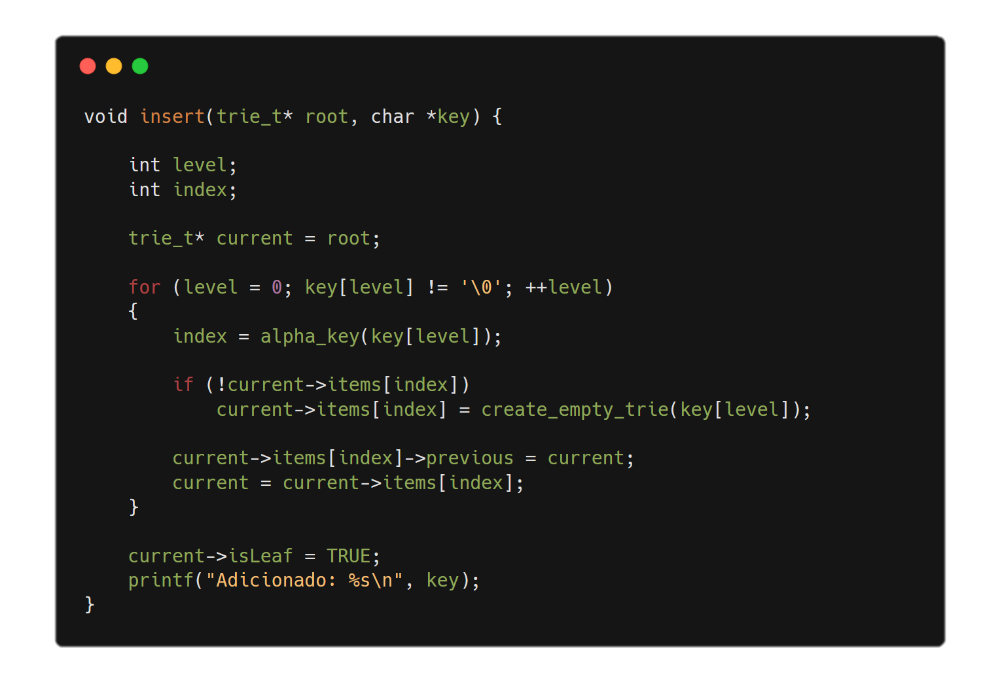 void insert(trie_t* root, char *key) {

    int level;
    int index;

    trie_t* current = root;

    for (level = 0; key[level] != '\0'; ++level)
    {
        index = alpha_key(key[level]);

        if (!current->items[index])
            current->items[index] = create_empty_trie(key[level]);

        current->items[index]->previous = current;
        current = current->items[index];
    }

    current->isLeaf = TRUE;
    printf("Adicionado: %s\n", key);
}